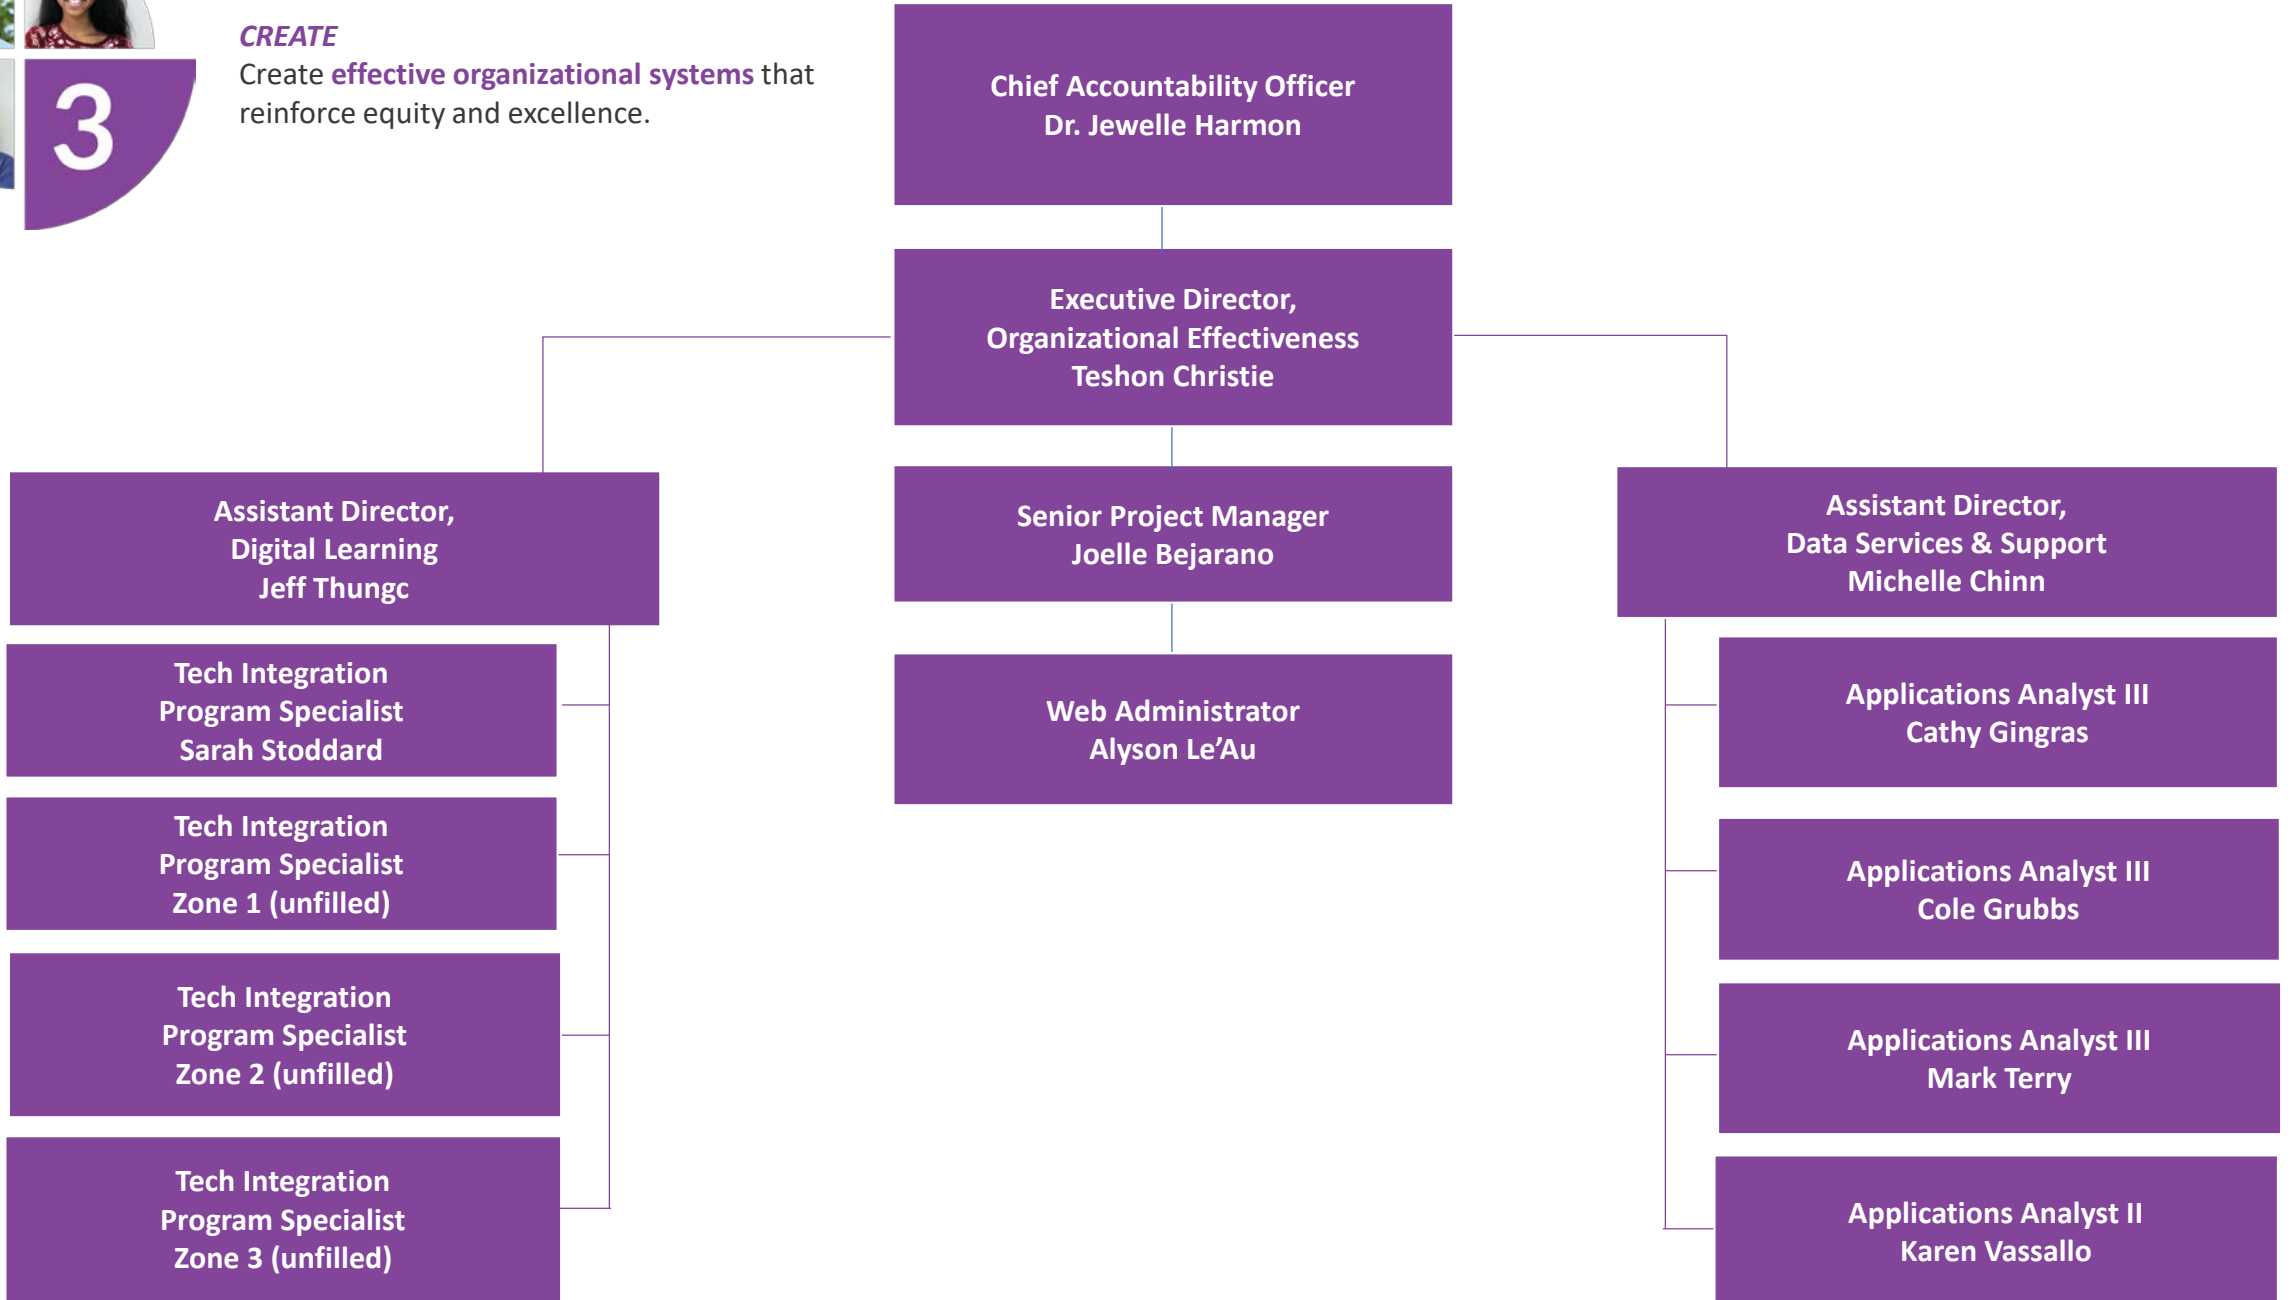 3
CREATE
Create effective organizational systems that
reinforce equity and excellence.
Chief Accountability Officer
Dr. Jewelle Harmon
Executive Director,
Organizational Effectiveness
Teshon Christie
Assistant Director,
Digital Learning
Jeff Thungc
Tech Integration
Program Specialist
Sarah Stoddard
Tech Integration
Program Specialist
Zone 1 (unfilled)
Tech Integration
Program Specialist
Zone 2 (unfilled)
Tech Integration
Program Specialist
Zone 3 (unfilled)
Senior Project Manager
Joelle Bejarano
Web Administrator
Alyson Le’Au
Assistant Director,
Data Services & Support
Michelle Chinn
Applications Analyst III
Cathy Gingras
Applications Analyst III
Cole Grubbs
Applications Analyst III
Mark Terry
Applications Analyst II
Karen Vassallo